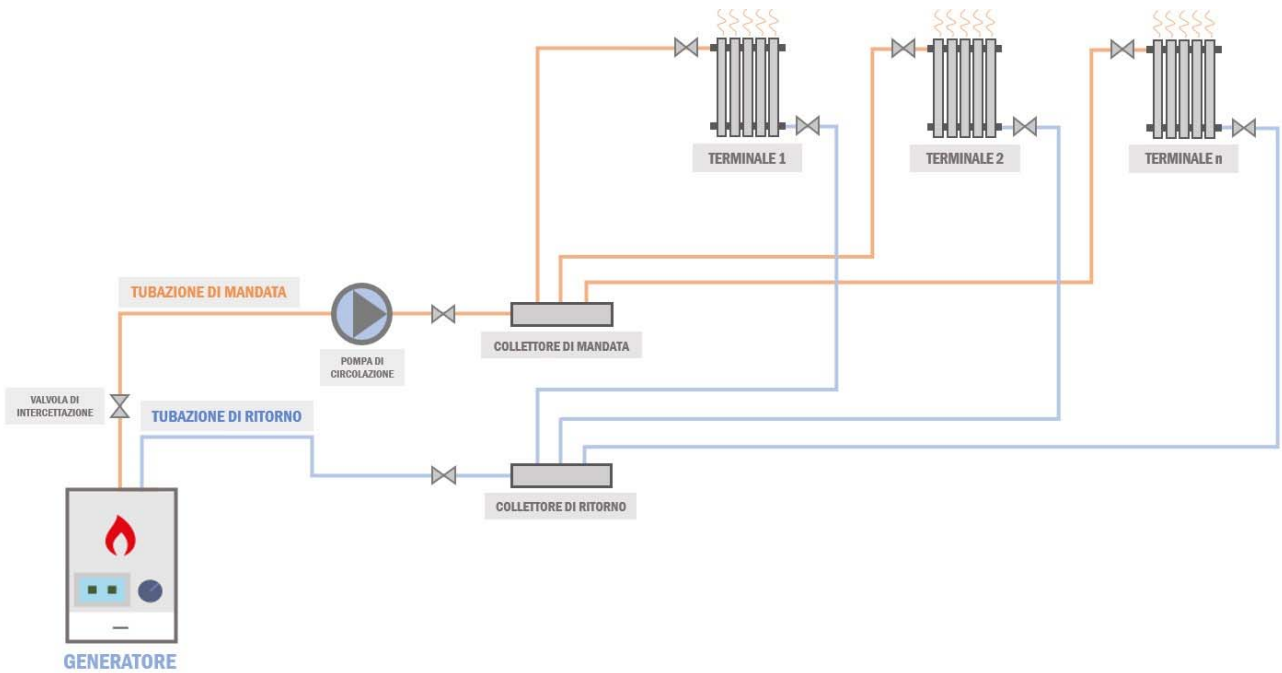 TERMINALE 1
TERMINALE 2
TERMINALE n
TUBAZIONE DI MANDATA
COLLETTORE DI MANDATA
POMPA DI
CIRCOLAZIONE
VALVOLA DI
INTERCETTAZIONE
TUBAZIONE DI RITORNO
COLLETTORE DI RITORNO
GENERATORE